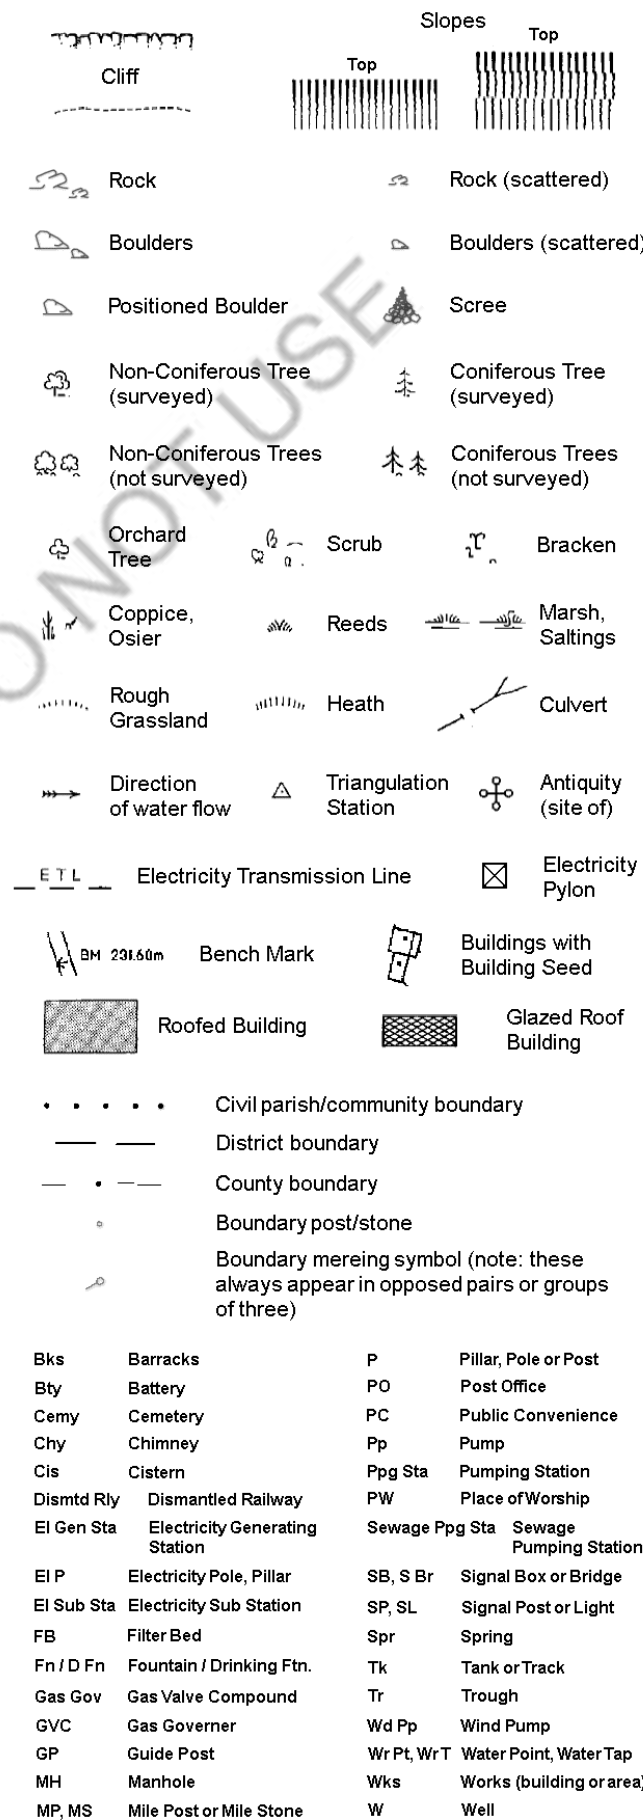 Slopes
Top
Top
Cliff
Rock
Rock (scattered)
Boulders
Boulders (scattered)
Positioned Boulder
Scree
Non-Coniferous Tree
(surveyed)
Coniferous Tree
(surveyed)
Non-Coniferous Trees
(not surveyed)
Coniferous Trees
(not surveyed)
Orchard
Tree
Scrub
Bracken
Coppice,
Osier
Reeds
Marsh,
Saltings
Rough
Grassland
Heath
Culvert
Direction
of water flow
Triangulation
Station
Antiquity
(site of)
E T L
Electricity Transmission Line
Electricity
Pylon
BM 231.60m
Bench Mark
Buildings with
Building Seed
Roofed Building
Glazed Roof
Building
Civil parish/community boundary
District boundary
County boundary
Boundary post/stone
Boundary mereing symbol (note: these
always appear in opposed pairs or groups
of three)
Bks Barracks
P Pillar, Pole or Post
Bty Battery
PO Post Office
Cemy Cemetery
PC Public Convenience
Chy Chimney
Pp Pump
Cis Cistern
Ppg Sta Pumping Station
Dismtd Rly Dismantled Railway
PW Place of Worship
El Gen Sta Electricity Generating
Station
Sewage Ppg Sta Sewage
Pumping Station
El P Electricity Pole, Pillar
SB, S Br Signal Box or Bridge
El Sub Sta Electricity Sub Station
SP, SL Signal Post or Light
FB Filter Bed
Spr Spring
Fn / D Fn Fountain / Drinking Ftn.
Tk Tank or Track
Gas Gov Gas Valve Compound
Tr Trough
GVC Gas Governer
Wd Pp Wind Pump
GP Guide Post
Wr Pt, Wr T Water Point, Water Tap
MH Manhole
Wks Works (building or area)
MP, MS Mile Post or Mile Stone
W Well
O NOT USE